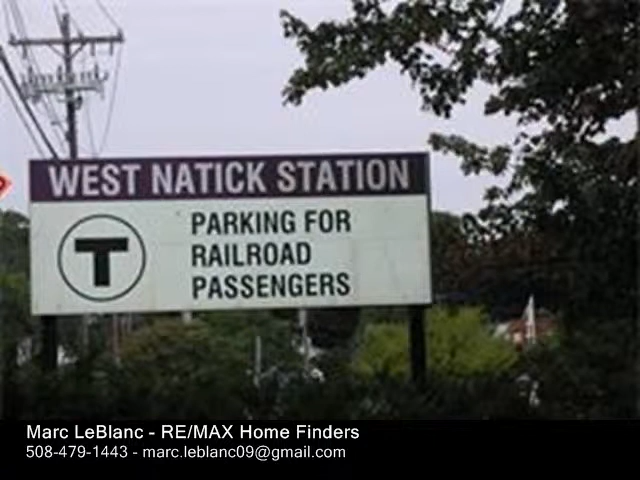 WEST NATICK STATION
T
PARKING FOR
RAILROAD
PASSENGERS
Marc LeBlanc - RE/MAX Home Finders
508-479-1443 - marc.leblanc09@gmail.com